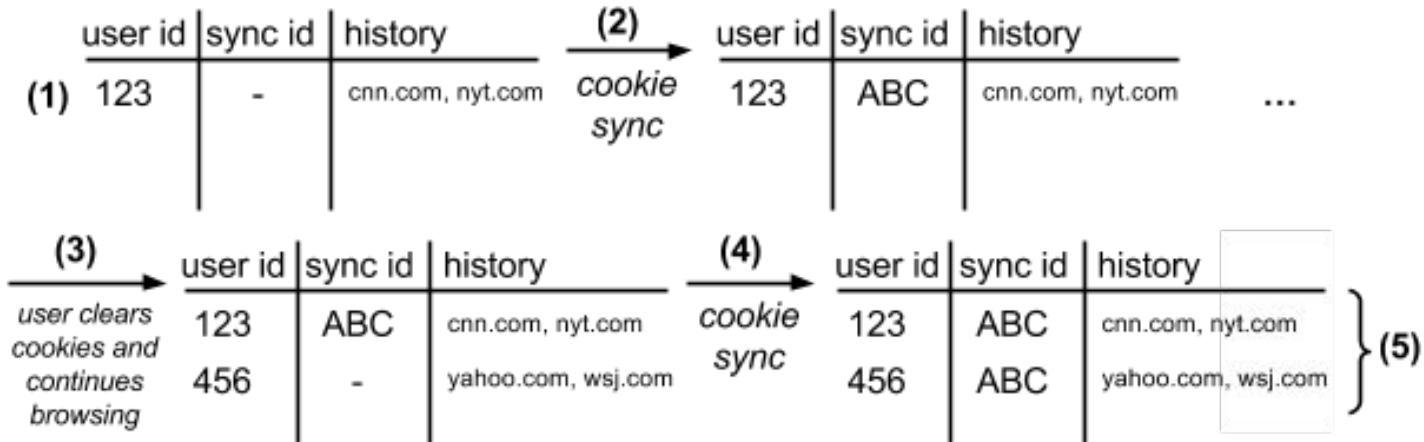 user id sync id history
(1) 123 - cnn.com, nyt.com
(2)
cookie
sync
user id sync id history
123 ABC cnn.com, nyt.com
...
(3)
user clears
cookies and
continues
browsing
user id sync id history
123 ABC cnn.com, nyt.com
456 - yahoo.com, wsj.com
(4)
cookie
sync
user id sync id history
123 ABC cnn.com, nyt.com
456 ABC yahoo.com, wsj.com
(5)